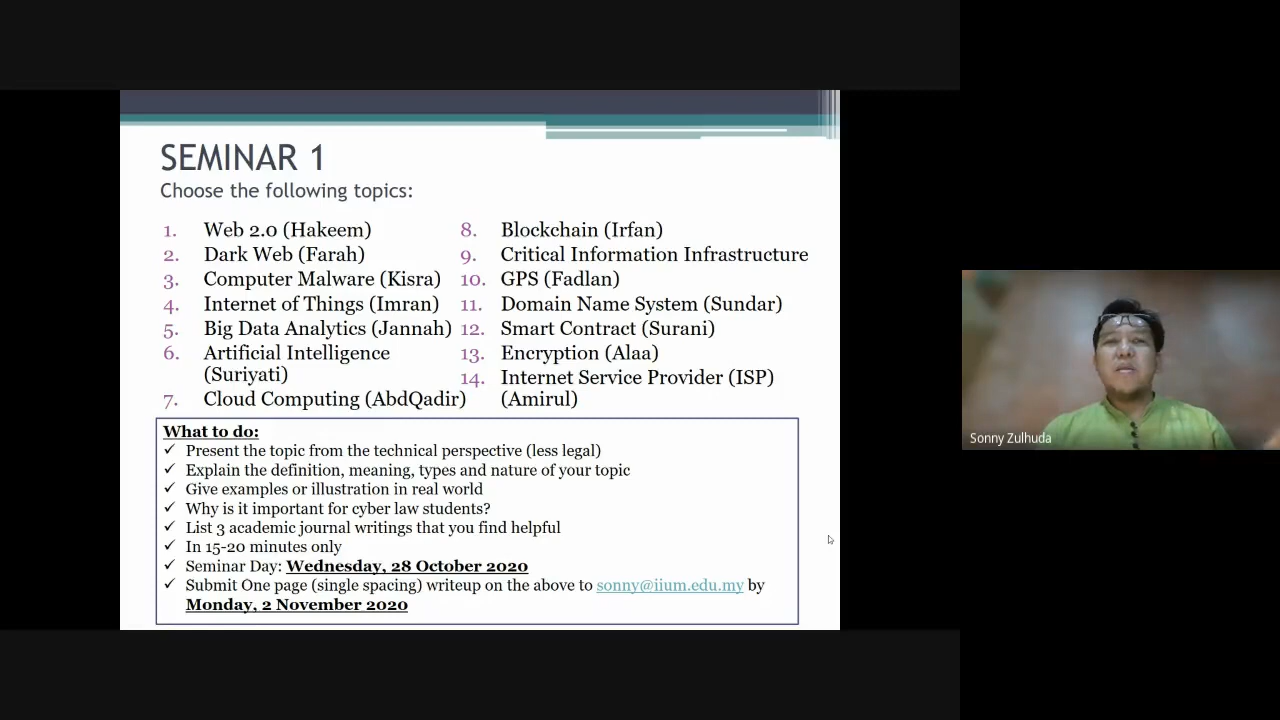 SEMINAR 1
Choose the following topics:
1. Web 2.0 (Hakeem)
2. Dark Web (Farah)
3. Computer Malware (Kisra)
4. Internet of Things (Imran)
5. Big Data Analytics (Jannah)
6. Artificial Intelligence
(Suriyati)
7. Cloud Computing (AbdQadir)
8. Blockchain (Irfan)
9. Critical Information Infrastructure
10. GPS (Fadlan)
11. Domain Name System (Sundar)
12. Smart Contract (Surani)
13. Encryption (Alaa)
14. Internet Service Provider (ISP)
(Amirul)
What to do:
✓ Present the topic from the technical perspective (less legal)
✓ Explain the definition, meaning, types and nature of your topic
✓ Give examples or illustration in real world
✓ Why is it important for cyber law students?
✓ List 3 academic journal writings that you find helpful
✓ In 15-20 minutes only
✓ Seminar Day: Wednesday, 28 October 2020
✓ Submit One page (single spacing) writeup on the above to sonny@iium.edu.my by
Monday, 2 November 2020
Sonny Zulhuda